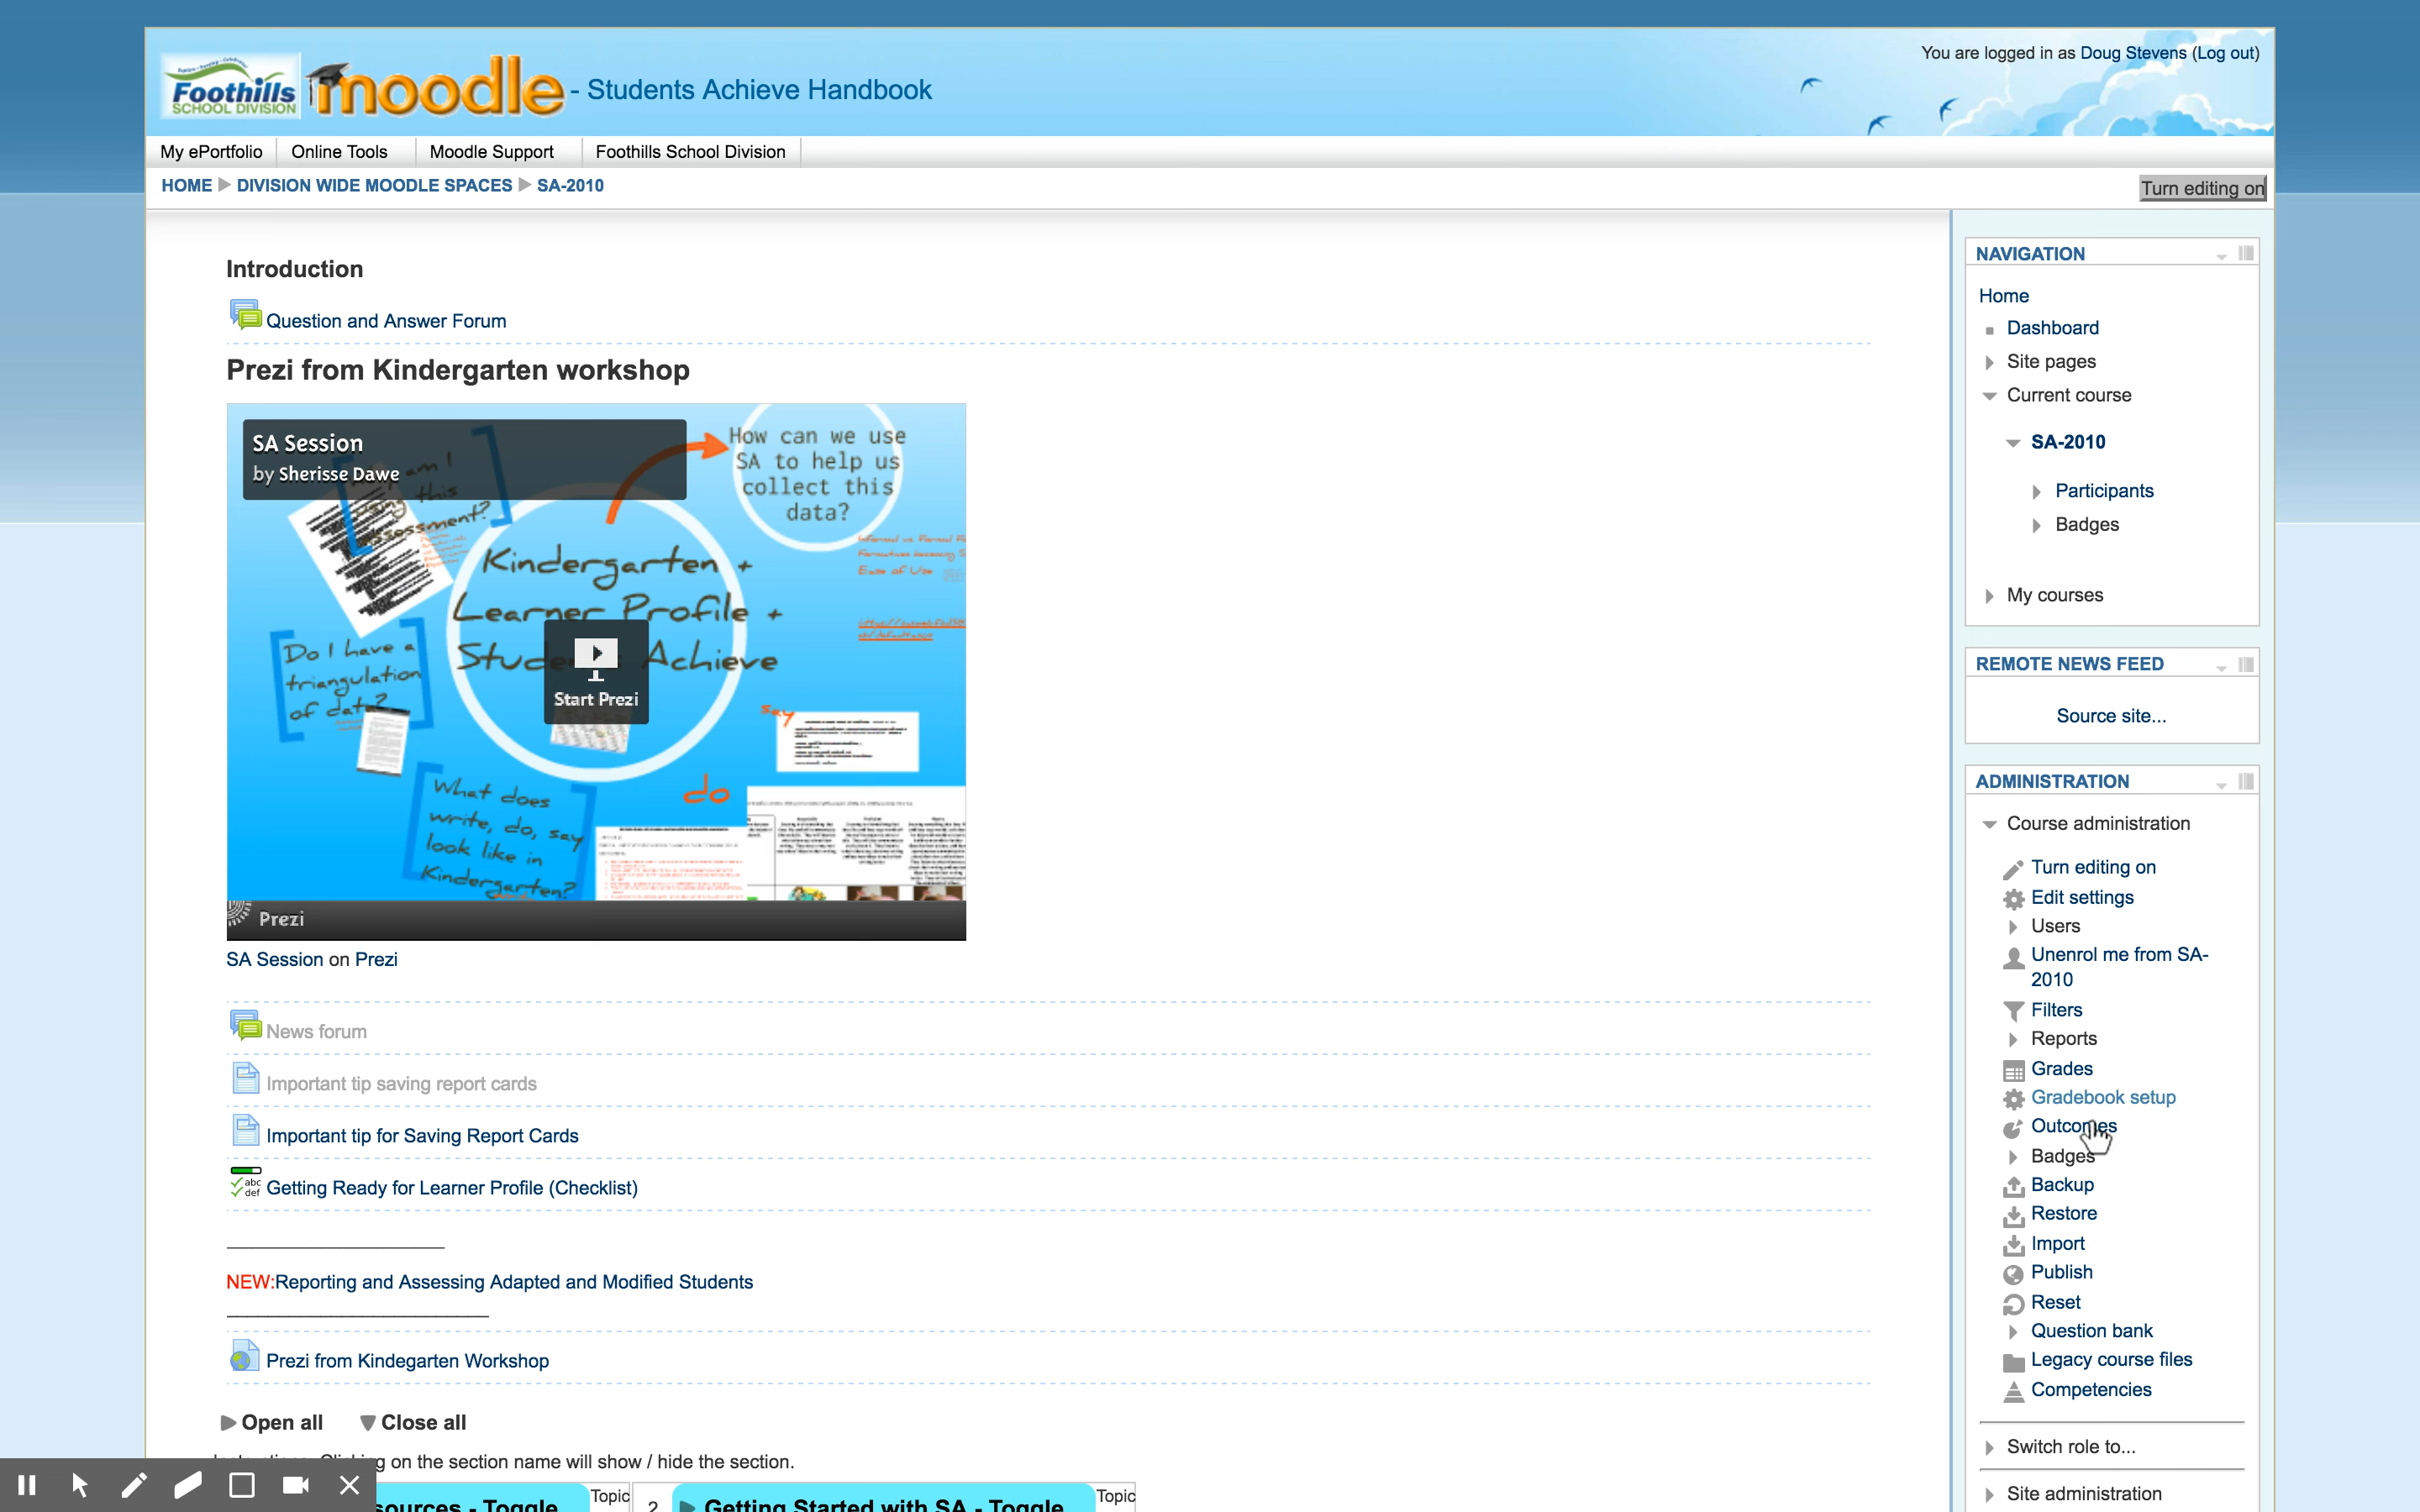 You are logged in as Doug Stevens (Log out)
Foothills
SCHOOL DIVISION
moodle - Students Achieve Handbook
My ePortfolio
Online Tools
Moodle Support
Foothills School Division
HOME DIVISION WIDE MOODLE SPACES SA-2010
Turn editing on
Introduction
Question and Answer Forum
Prezi from Kindergarten workshop
SA Session
by Sherisse Dawe
How can we use
SA to help us
collect this
data?
Ease of Use
Kindergarten +
Learner Profile +
Achieve
Start Prezi
Do I have a
triangulation
of data?
say
do
What does
write, do, say
look like in
Kindergarten?
Prezi
SA Session on Prezi
News forum
Important tip saving report cards
Important tip for Saving Report Cards
abc
def
Getting Ready for Learner Profile (Checklist)
NEW:Reporting and Assessing Adapted and Modified Students
Prezi from Kindegarten Workshop
Open all
Close all
on the section name will show / hide the section.
Toggle
Topic
2
Getting Started with SA - Toggle
Topic
NAVIGATION
Home
Dashboard
Site pages
Current course
SA-2010
Participants
Badges
My courses
REMOTE NEWS FEED
Source site...
ADMINISTRATION
Course administration
Turn editing on
Edit settings
Users
Unenrol me from SA-
2010
Filters
Reports
Grades
Gradebook setup
Outcomes
Badges
Backup
Restore
Import
Publish
Reset
Question bank
Legacy course files
Competencies
Switch role to...
Site administration